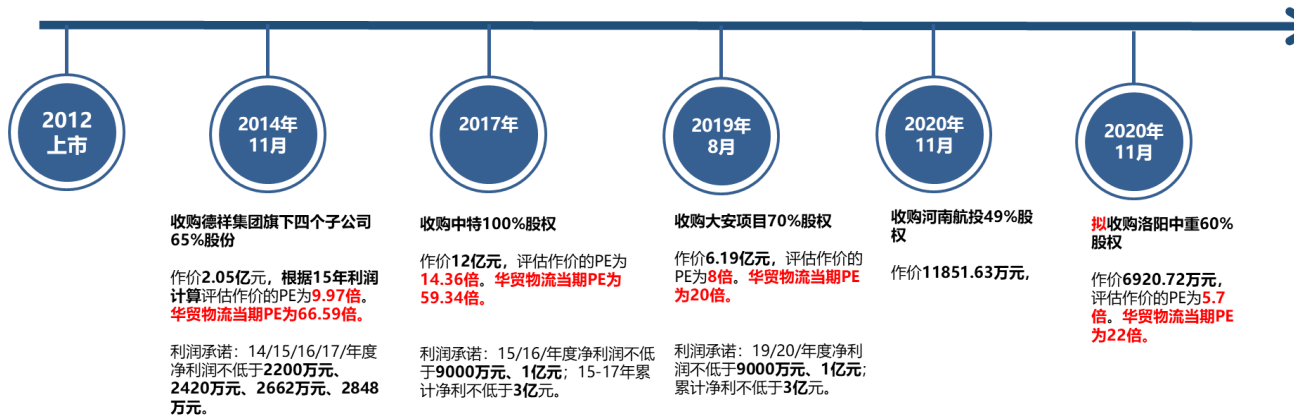 2012
上市
2014年
11月
2017年
2019年
8月
2020年
11月
2020年
11月
收购德祥集团旗下四个子公司
65%股份
作价2.05亿元，根据15年利润
计算评估作价的PE为9.97倍。
华贸物流当期PE为66.59倍。
利润承诺：14/15/16/17/年度
净利润不低于2200万元、
2420万元、2662万元、2848
万元。
收购中特100%股权
作价12亿元，评估作价的PE为
14.36倍。华贸物流当期PE为
59.34倍。
利润承诺：15/16/年度净利润不低
于9000万元、1亿元；15-17年累
计净利不低于3亿元。
收购大安项目70%股权
作价6.19亿元，评估作价的
PE为8倍。华贸物流当期PE
为20倍。
利润承诺：19/20/年度净利
润不低于9000万元、1亿元；
累计净利不低于3亿元。
收购河南航投49%股
权
作价11851.63万元，
拟收购洛阳中重60%
股权
作价6920.72万元，
评估作价的PE为5.7
倍。华贸物流当期PE
为22倍。